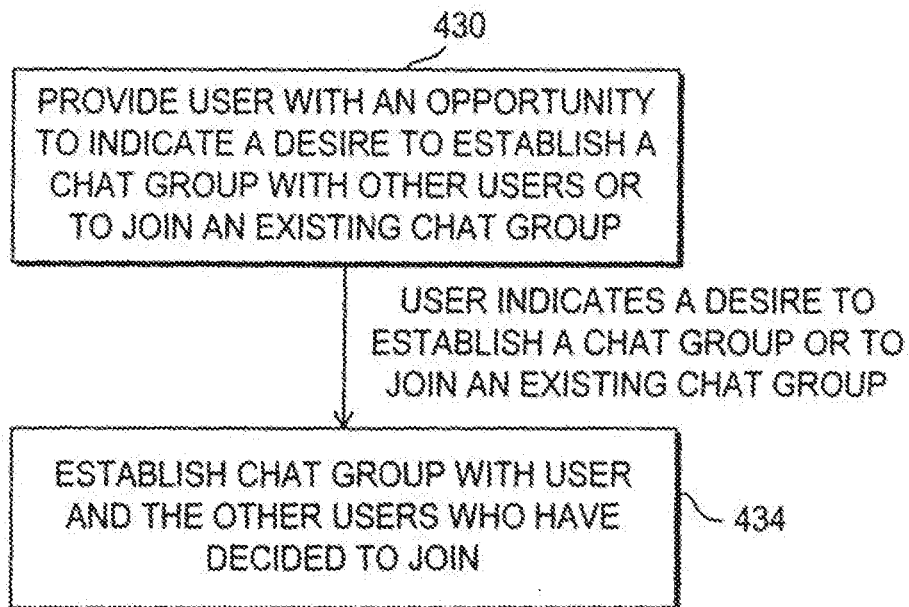 430
PROVIDE USER WITH AN OPPORTUNITY
TO INDICATE A DESIRE TO ESTABLISH A
CHAT GROUP WITH OTHER USERS OR
TO JOIN AN EXISTING CHAT GROUP
USER INDICATES A DESIRE TO
ESTABLISH A CHAT GROUP OR TO
JOIN AN EXISTING CHAT GROUP
ESTABLISH CHAT GROUP WITH USER
AND THE OTHER USERS WHO HAVE
DECIDED TO JOIN
434